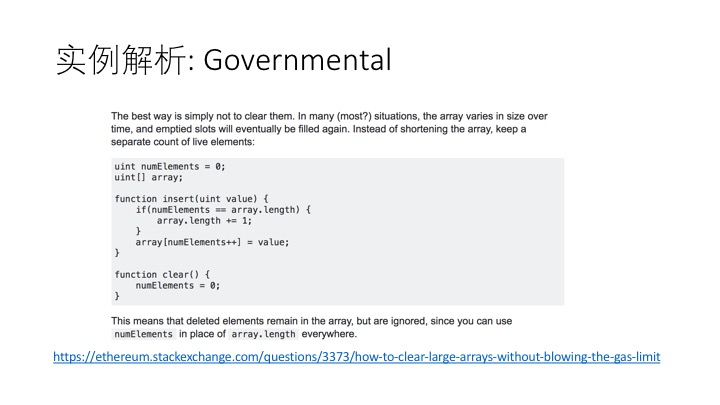 实例解析: Governmental
The best way is simply not to clear them. In many (most?) situations, the array varies in size over
time, and emptied slots will eventually be filled again. Instead of shortening the array, keep a
separate count of live elements:
uint numElements = 0;
uint[] array;
function insert(uint value) {
    if(numElements == array.length) {
        array.length += 1;
    }
    array[numElements++] = value;
}
function clear() {
    numElements = 0;
}
This means that deleted elements remain in the array, but are ignored, since you can use
numElements in place of array.length everywhere.
https://ethereum.stackexchange.com/questions/3373/how-to-clear-large-arrays-without-blowing-the-gas-limit